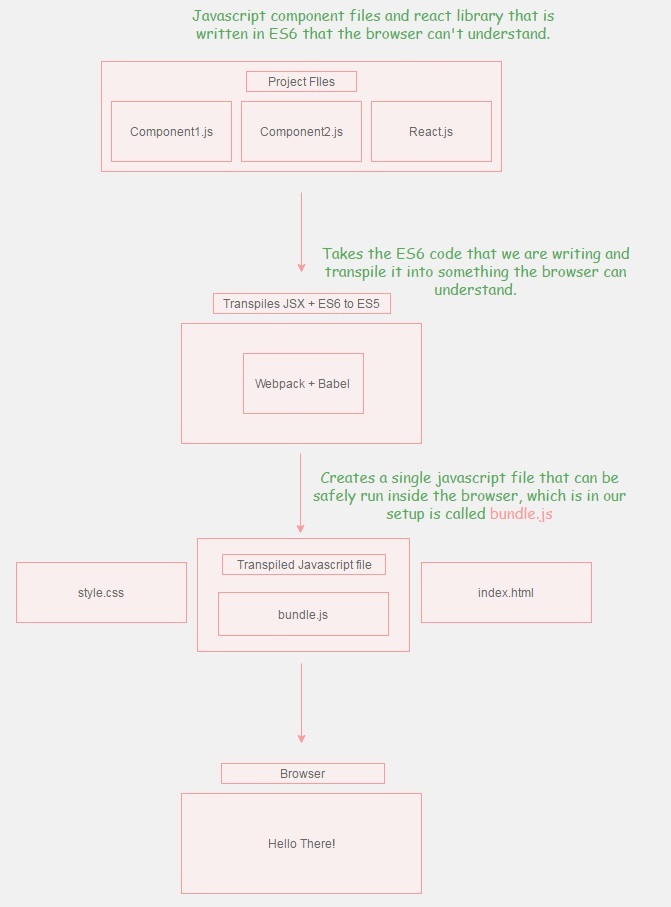 Javascript component files and react library that is
written in ES6 that the browser can't understand.
Project FIles
Component1.js
Component2.js
React.js
Takes the ES6 code that we are writing and
transpile it into something the browser can
understand.
Transpiles JSX + ES6 to ES5
Webpack + Babel
Creates a single javascript file that can be
safely run inside the browser, which is in our
setup is called bundle.js
Transpiled Javascript file
style.css
bundle.js
index.html
Browser
Hello There!